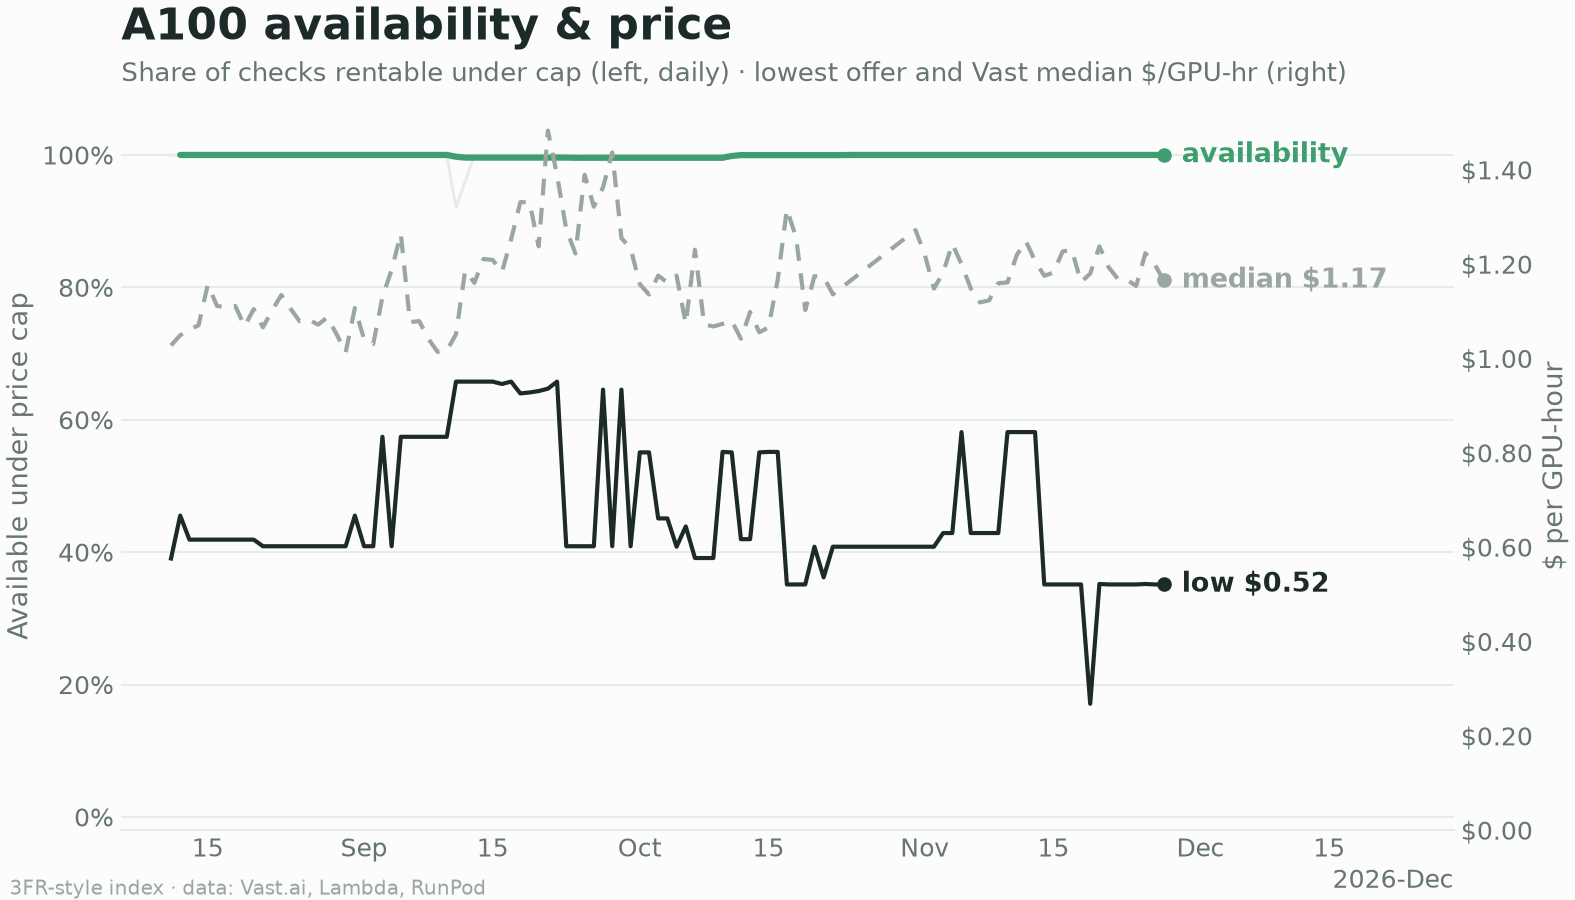 A100 availability & price
Share of checks rentable under cap (left, daily) · lowest offer and Vast median $/GPU-hr (right)
Available under price cap
100%
80%
60%
40%
20%
0%
availability
median $1.17
low $0.52
$1.40
$1.20
$1.00
$0.80
$0.60
$0.40
$0.20
$0.00
$ per GPU-hour
15 Sep 15 Oct 15 Nov 15 Dec 15
2026-Dec
3FR-style index · data: Vast.ai, Lambda, RunPod